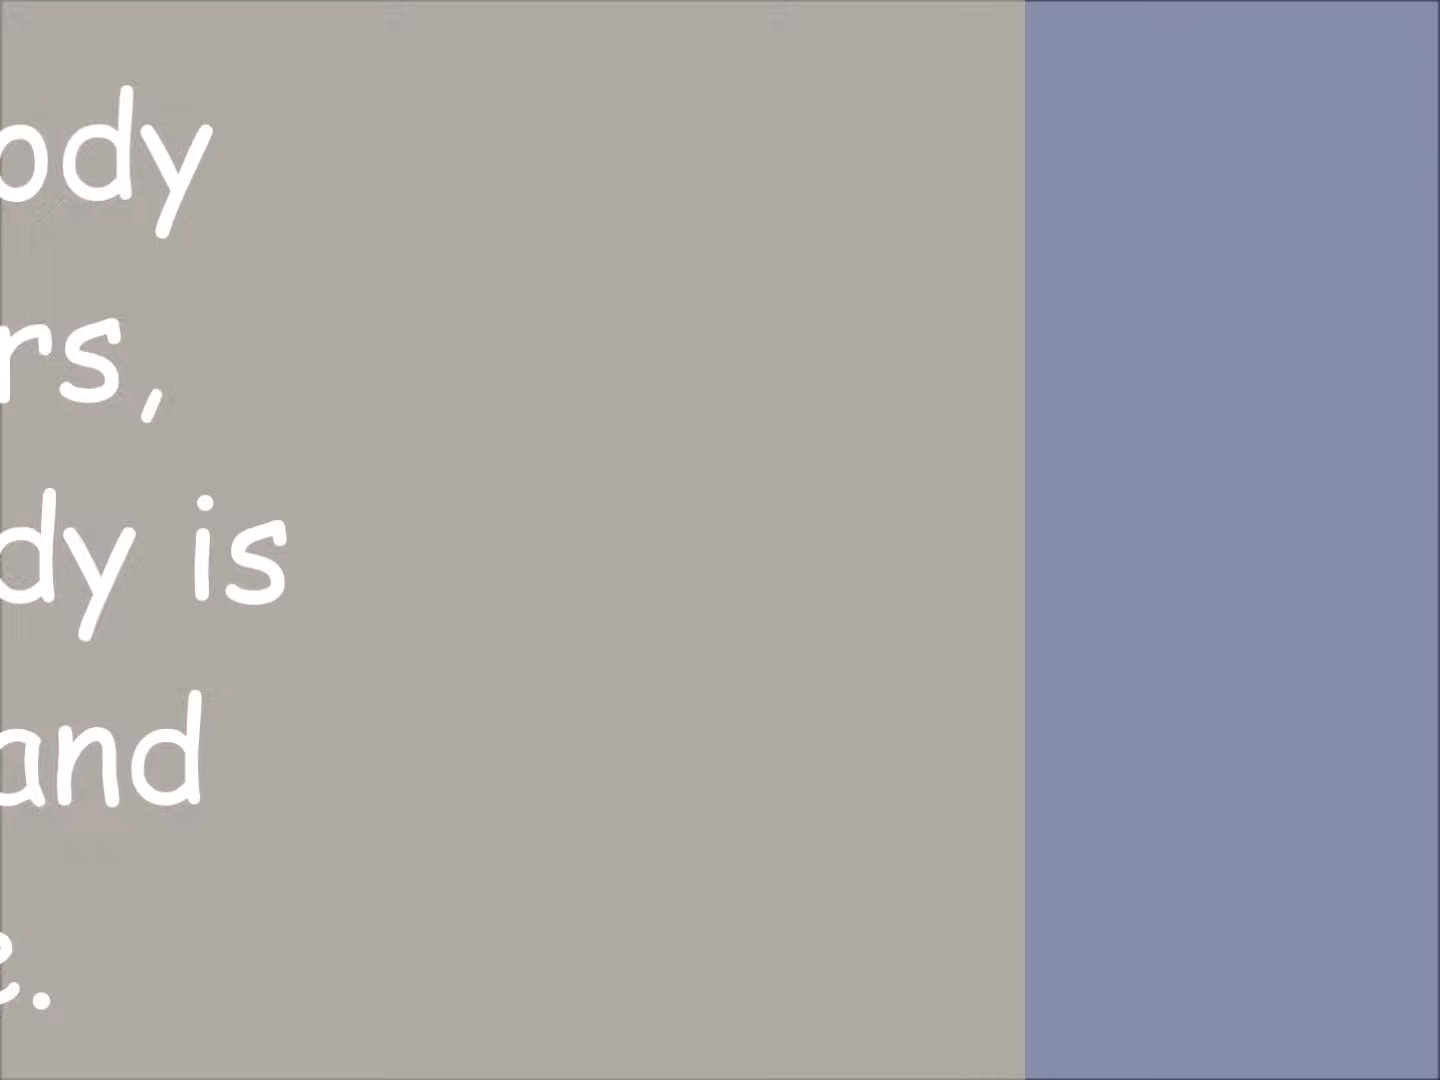 ody
rs,
dy is
and
e.